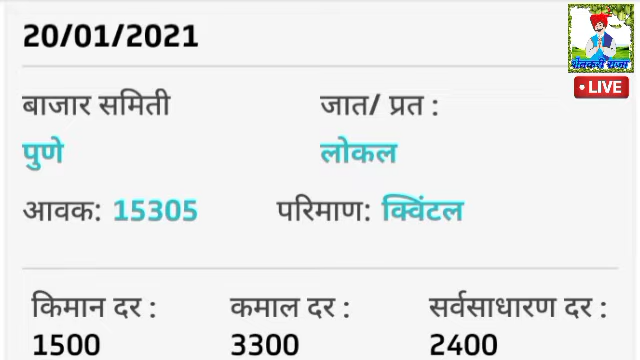 20/01/2021
शेतकरी राजा
LIVE
बाजार समिती जात/ प्रत :
पुणे लोकल
आवक: 15305 परिमाण: क्विंटल
किमान दर : कमाल दर : सर्वसाधारण दर :
1500 3300 2400